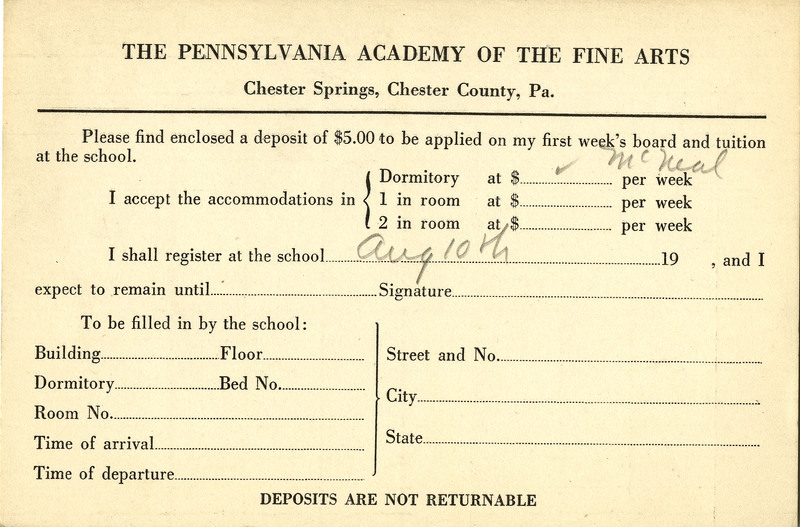 THE PENNSYLVANIA ACADEMY OF THE FINE ARTS
Chester Springs, Chester County, Pa.
Please find enclosed a deposit of $5.00 to be applied on my first week's board and tuition
at the school.
McNeal
Dormitory at $ ✓ per week
I accept the accommodations in { 1 in room at $ per week
2 in room at $ per week
I shall register at the school Aug 10th 19 , and I
expect to remain until Signature
To be filled in by the school:
Building Floor
Dormitory Bed No.
Room No.
Time of arrival
Time of departure
Street and No.
City
State
DEPOSITS ARE NOT RETURNABLE